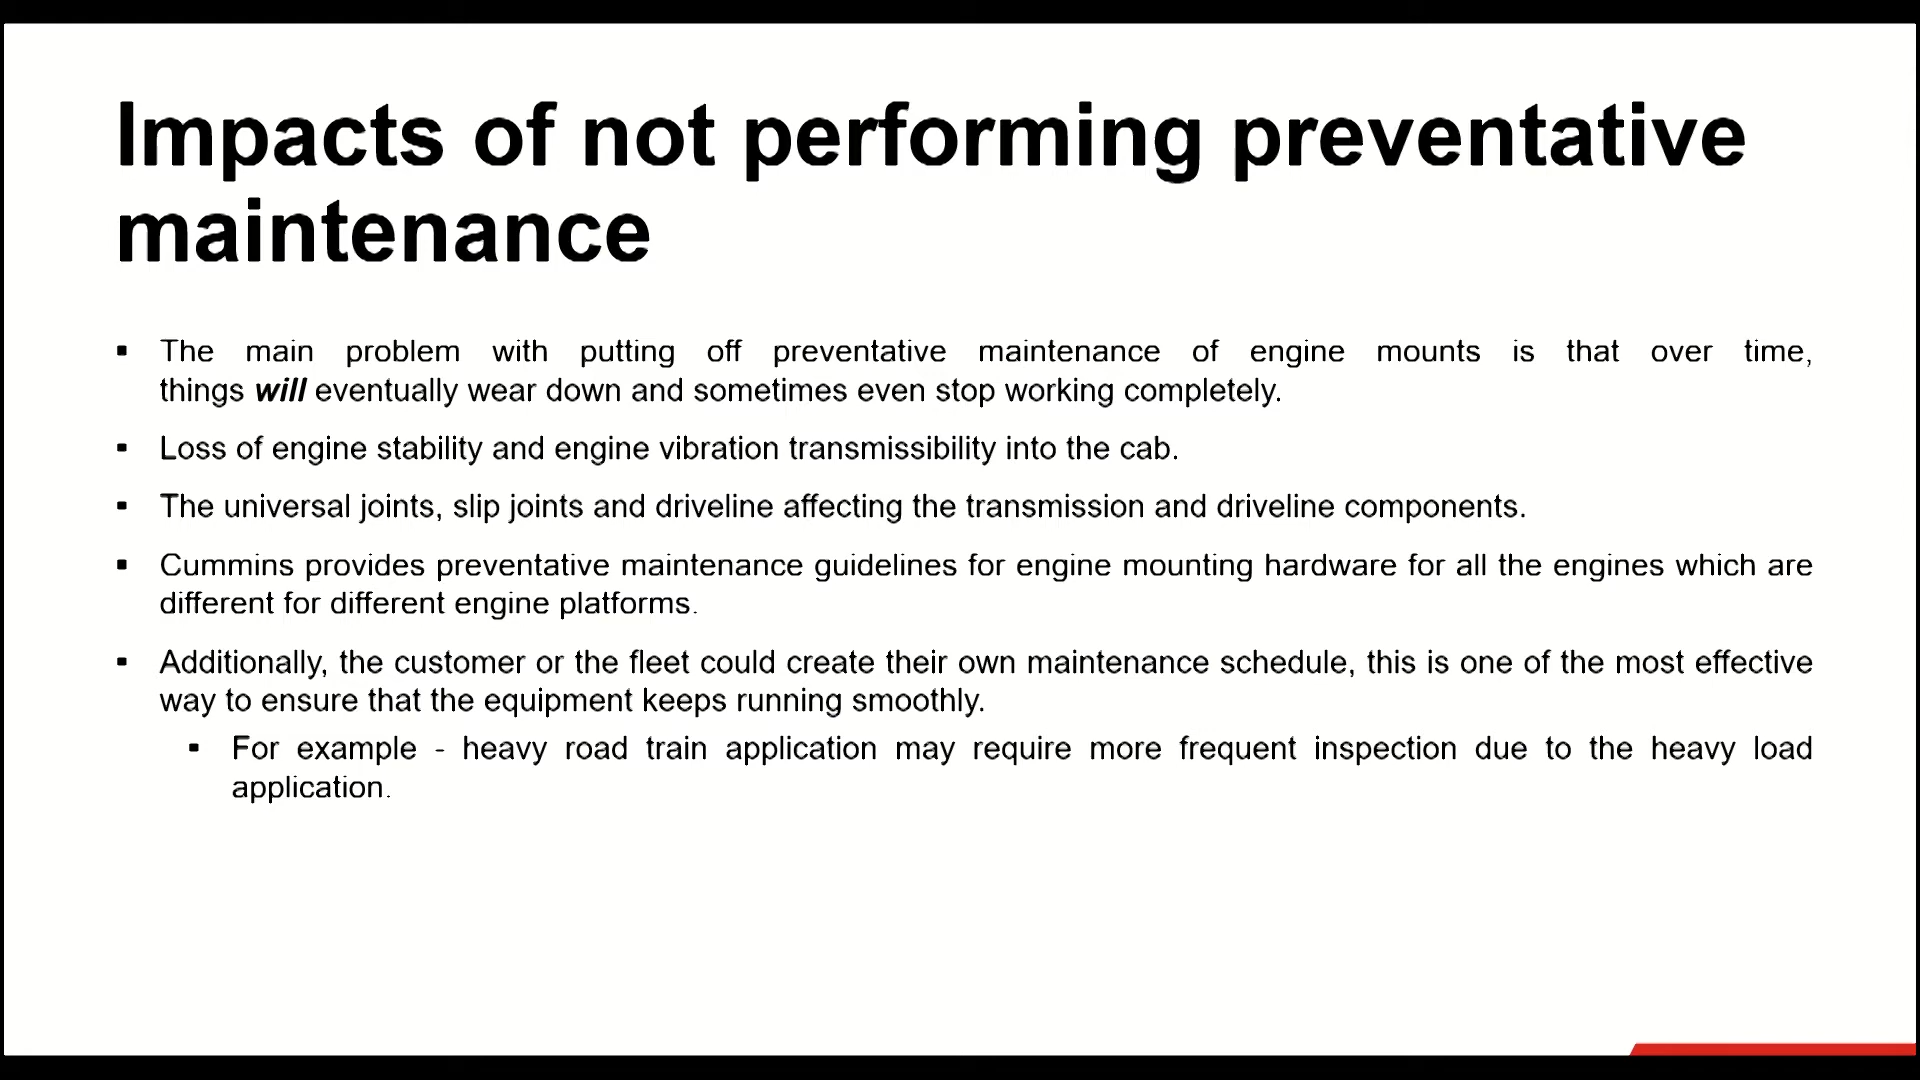 Impacts of not performing preventative
maintenance
▪ The main problem with putting off preventative maintenance of engine mounts is that over time,
things will eventually wear down and sometimes even stop working completely.
▪ Loss of engine stability and engine vibration transmissibility into the cab.
▪ The universal joints, slip joints and driveline affecting the transmission and driveline components.
▪ Cummins provides preventative maintenance guidelines for engine mounting hardware for all the engines which are
different for different engine platforms.
▪ Additionally, the customer or the fleet could create their own maintenance schedule, this is one of the most effective
way to ensure that the equipment keeps running smoothly.
▪ For example - heavy road train application may require more frequent inspection due to the heavy load
application.